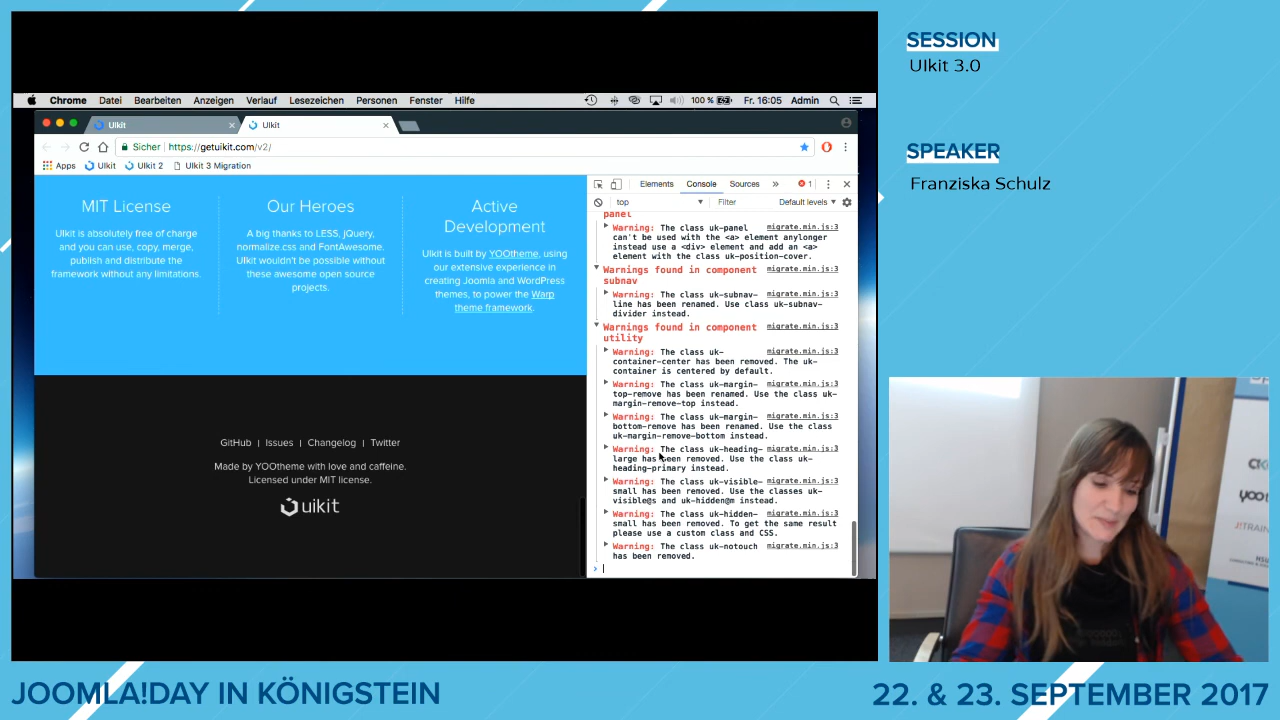 SESSION
UIkit 3.0
SPEAKER
Franziska Schulz
Chrome Datei Bearbeiten Anzeigen Verlauf Lesezeichen Personen Fenster Hilfe 100 % Fr. 16:05 Admin
UIkit × UIkit ×
Sicher https://getuikit.com/v2/
Apps UIkit UIkit 2 UIkit 3 Migration
MIT License
UIkit is absolutely free of charge
and you can use, copy, merge,
publish and distribute the
framework without any limitations.
Our Heroes
A big thanks to LESS, jQuery,
normalize.css and FontAwesome.
UIkit wouldn't be possible without
these awesome open source
projects.
Active
Development
UIkit is built by YOOtheme, using
our extensive experience in
creating Joomla and WordPress
themes, to power the Warp
theme framework.
GitHub | Issues | Changelog | Twitter
Made by YOOtheme with love and caffeine.
Licensed under MIT license.
uikit
Elements Console Sources » 1
top Filter Default levels
panel
Warning: The class uk-panel migrate.min.js:3
can't be used with the <a> element anylonger
instead use a <div> element and add an <a>
element with the class uk-position-cover.
Warnings found in component migrate.min.js:3
subnav
Warning: The class uk-subnav- migrate.min.js:3
line has been renamed. Use class uk-subnav-
divider instead.
Warnings found in component migrate.min.js:3
utility
Warning: The class uk- migrate.min.js:3
container-center has been removed. The uk-
container is centered by default.
Warning: The class uk-margin- migrate.min.js:3
top-remove has been renamed. Use the class uk-
margin-remove-top instead.
Warning: The class uk-margin- migrate.min.js:3
bottom-remove has been renamed. Use the class
uk-margin-remove-bottom instead.
Warning: The class uk-heading- migrate.min.js:3
large has been removed. Use the class uk-
heading-primary instead.
Warning: The class uk-visible- migrate.min.js:3
small has been removed. Use the classes uk-
visible@s and uk-hidden@m instead.
Warning: The class uk-hidden- migrate.min.js:3
small has been removed. To get the same result
please use a custom class and CSS.
Warning: The class uk-notouch migrate.min.js:3
has been removed.
JOOMLA!DAY IN KÖNIGSTEIN
22. & 23. SEPTEMBER 2017